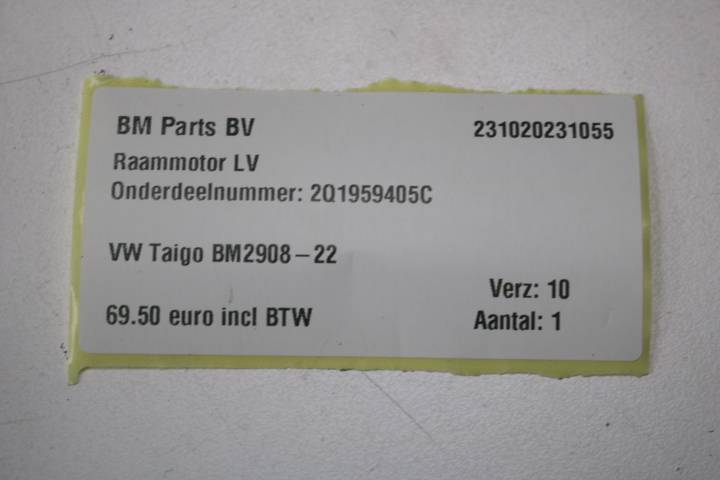 BM Parts BV 231020231055
Raammotor LV
Onderdeelnummer: 2Q1959405C
VW Taigo BM2908-22
Verz: 10
69.50 euro incl BTW Aantal: 1